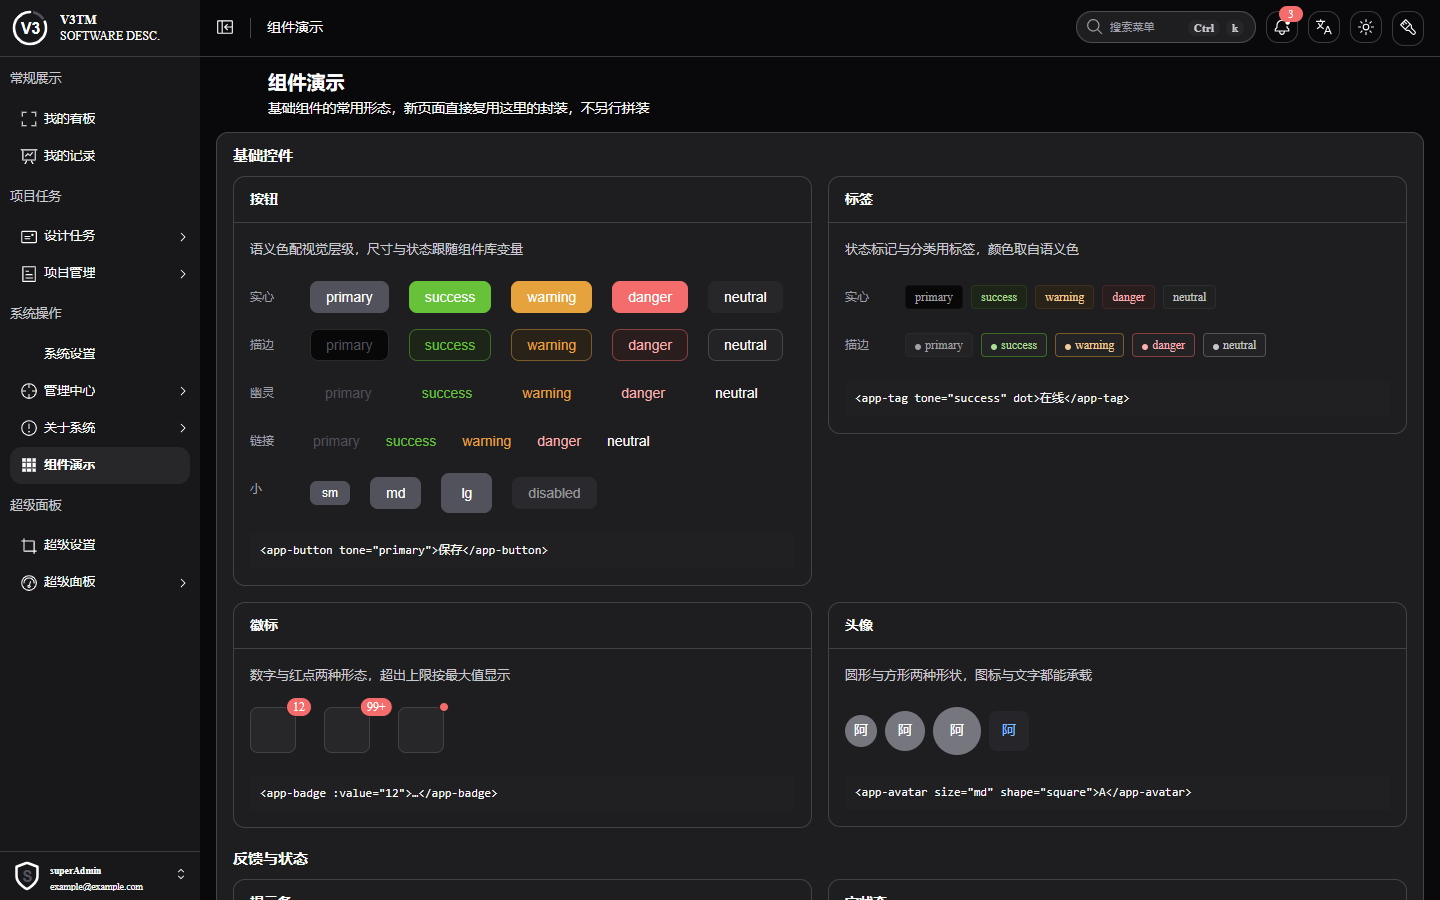 V3
V3TM
SOFTWARE DESC.
常规展示
我的看板
我的记录
项目任务
设计任务
项目管理
系统操作
系统设置
管理中心
关于系统
组件演示
超级面板
超级设置
超级面板
S
superAdmin
example@example.com
组件演示
搜索菜单
Ctrl
k
3
组件演示
基础组件的常用形态，新页面直接复用这里的封装，不另行拼装
基础控件
按钮
语义色配视觉层级，尺寸与状态跟随组件库变量
实心 primary success warning danger neutral
描边 primary success warning danger neutral
幽灵 primary success warning danger neutral
链接 primary success warning danger neutral
小 sm md lg disabled
<app-button tone="primary">保存</app-button>
标签
状态标记与分类用标签，颜色取自语义色
实心 primary success warning danger neutral
描边 primary success warning danger neutral
<app-tag tone="success" dot>在线</app-tag>
徽标
数字与红点两种形态，超出上限按最大值显示
12 99+
<app-badge :value="12">…</app-badge>
头像
圆形与方形两种形状，图标与文字都能承载
阿 阿 阿 阿
<app-avatar size="md" shape="square">A</app-avatar>
反馈与状态
提示条
空状态